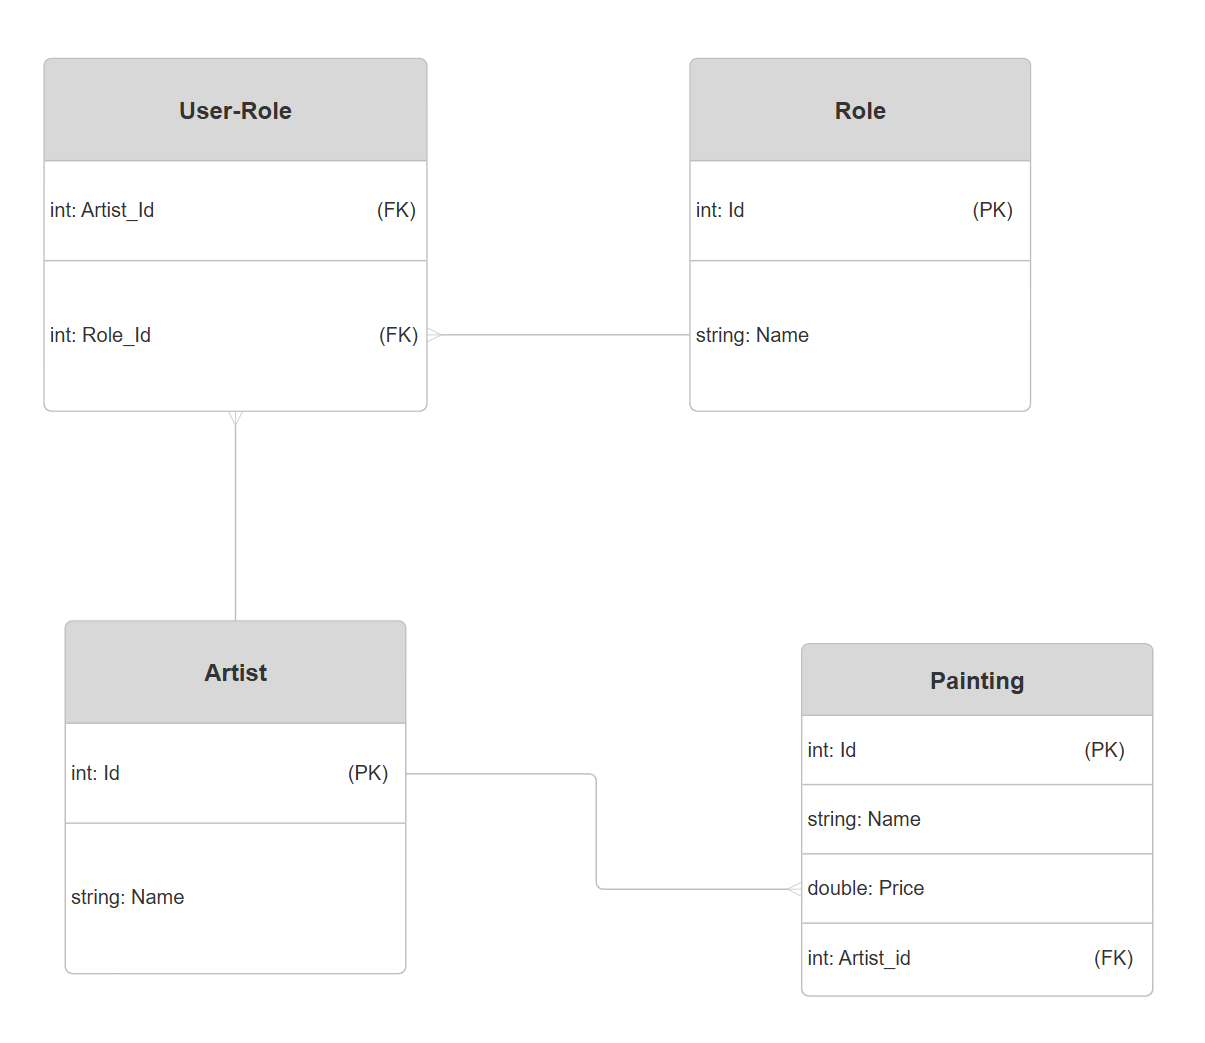 User-Role
int: Artist_Id (FK)
int: Role_Id (FK)
Role
int: Id (PK)
string: Name
Artist
int: Id (PK)
string: Name
Painting
int: Id (PK)
string: Name
double: Price
int: Artist_id (FK)